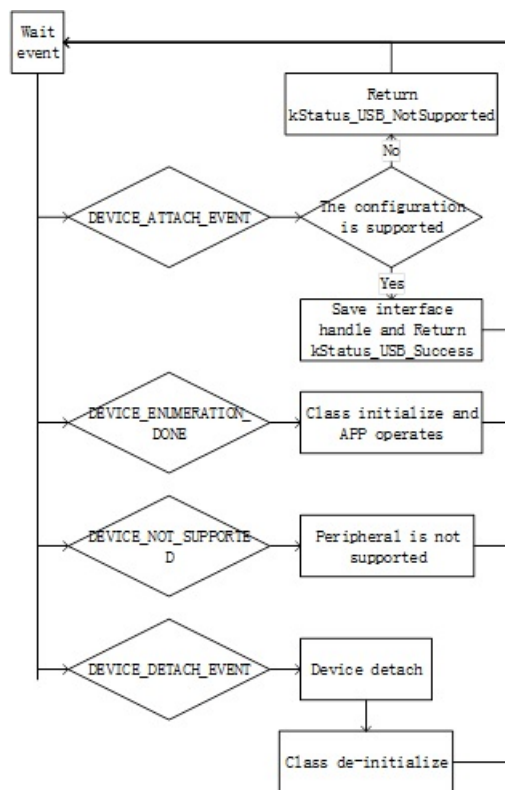 Wait
event
Return
kStatus_USB_NotSupported
No
DEVICE_ATTACH_EVENT
The configuration
is supported
Yes
Save interface
handle and Return
kStatus_USB_Success
DEVICE_ENUMERATION_
DONE
Class initialize and
APP operates
DEVICE_NOT_SUPPORTE
D
Peripheral is not
supported
DEVICE_DETACH_EVENT
Device detach
Class de-initialize